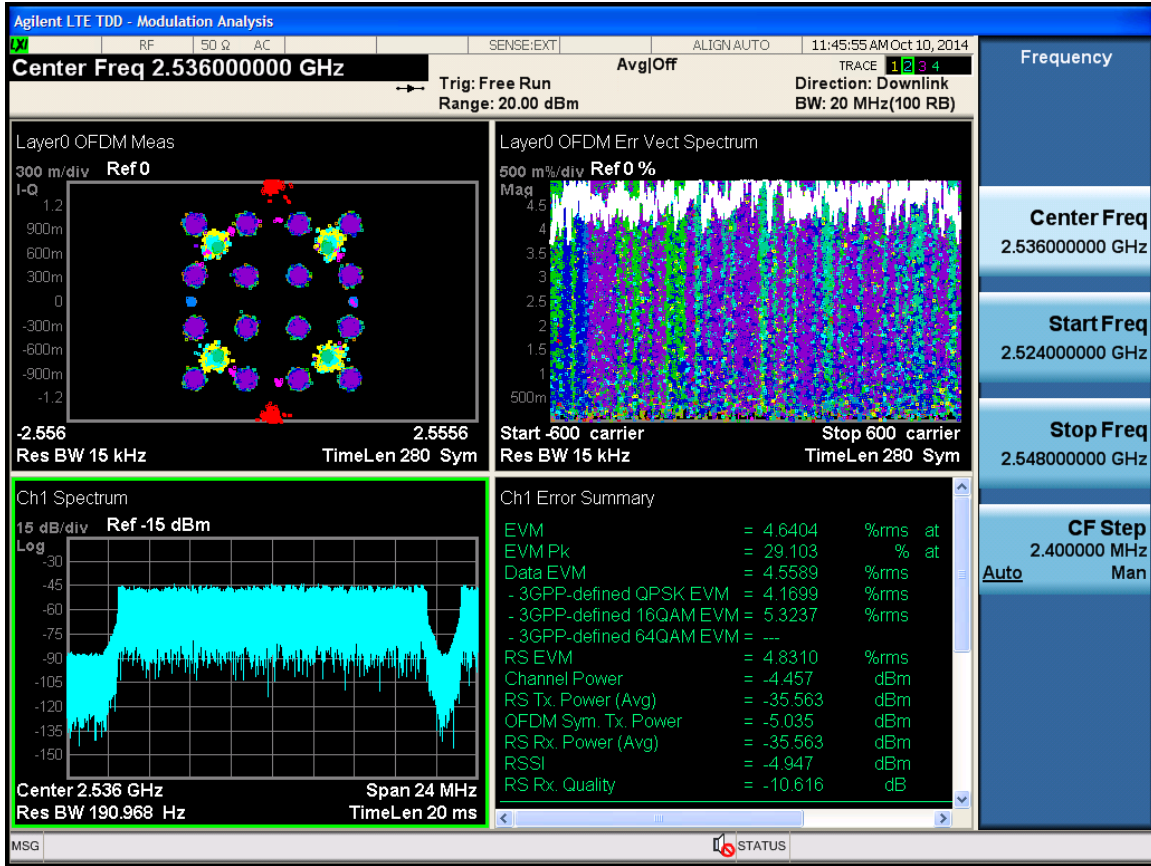 Agilent LTE TDD - Modulation Analysis
LXI RF 50 Ω AC SENSE:EXT ALIGN AUTO 11:45:55 AM Oct 10, 2014
Center Freq 2.536000000 GHz
Avg|Off
TRACE 1 2 3 4
Trig: Free Run
Direction: Downlink
Range: 20.00 dBm
BW: 20 MHz(100 RB)
Layer0 OFDM Meas
300 m/div Ref 0
I-Q
1.2
900m
600m
300m
0
-300m
-600m
-900m
-1.2
-2.556 2.5556
Res BW 15 kHz TimeLen 280 Sym
Layer0 OFDM Err Vect Spectrum
500 m%/div Ref 0 %
Mag
4.5
4
3.5
3
2.5
2
1.5
1
500m
Start -600 carrier Stop 600 carrier
Res BW 15 kHz TimeLen 280 Sym
Ch1 Spectrum
15 dB/div Ref -15 dBm
Log
-30
-45
-60
-75
-90
-105
-120
-135
-150
Center 2.536 GHz Span 24 MHz
Res BW 190.968 Hz TimeLen 20 ms
Ch1 Error Summary
EVM = 4.6404 %rms at
EVM Pk = 29.103 % at
Data EVM = 4.5589 %rms
- 3GPP-defined QPSK EVM = 4.1699 %rms
- 3GPP-defined 16QAM EVM = 5.3237 %rms
- 3GPP-defined 64QAM EVM = ---
RS EVM = 4.8310 %rms
Channel Power = -4.457 dBm
RS Tx. Power (Avg) = -35.563 dBm
OFDM Sym. Tx. Power = -5.035 dBm
RS Rx. Power (Avg) = -35.563 dBm
RSSI = -4.947 dBm
RS Rx. Quality = -10.616 dB
Frequency
Center Freq
2.536000000 GHz
Start Freq
2.524000000 GHz
Stop Freq
2.548000000 GHz
CF Step
2.400000 MHz
Auto Man
MSG STATUS